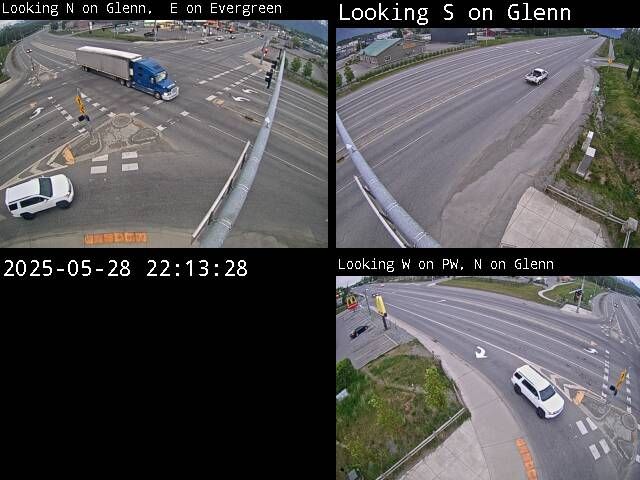 Looking N on Glenn,  E on Evergreen
Looking S on Glenn
2025-05-28 22:13:28
Looking W on PW, N on Glenn